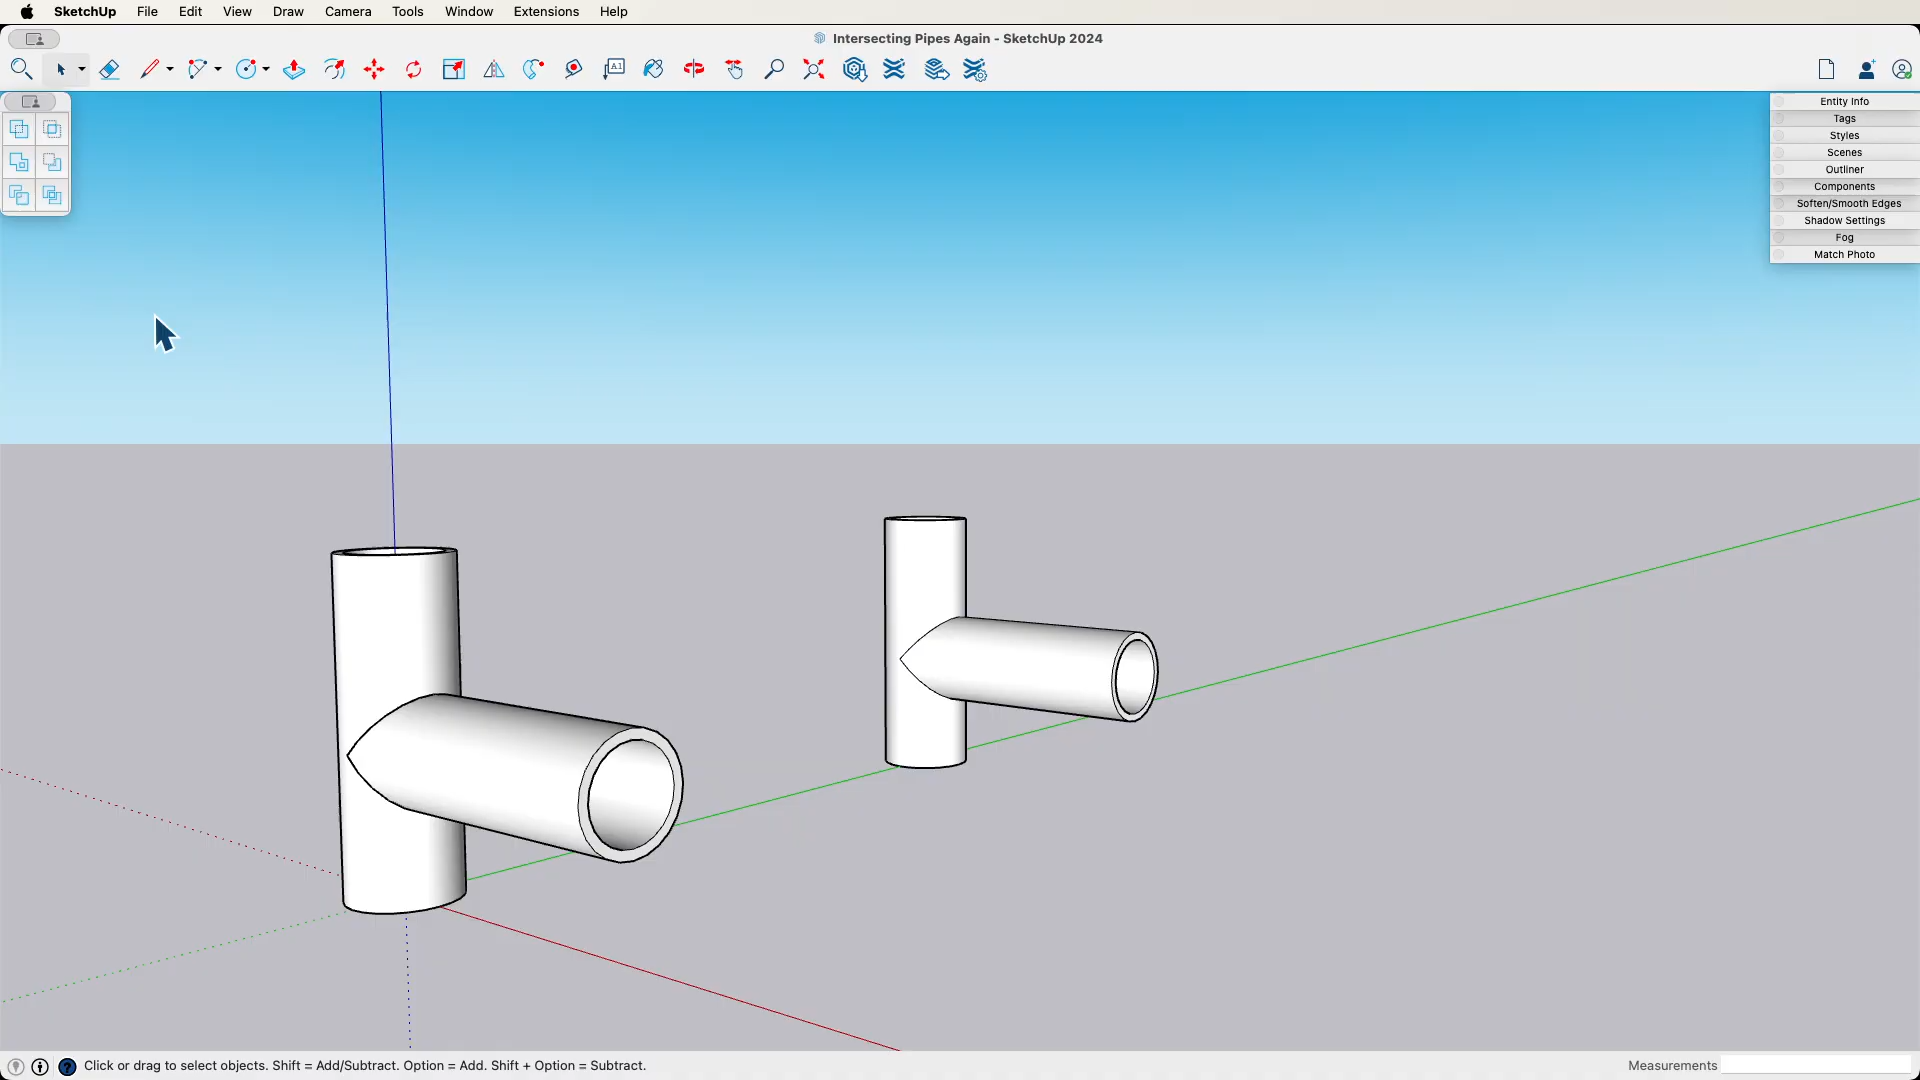 SketchUp File Edit View Draw Camera Tools Window Extensions Help
Intersecting Pipes Again - SketchUp 2024
A1
Entity Info
Tags
Styles
Scenes
Outliner
Components
Soften/Smooth Edges
Shadow Settings
Fog
Match Photo
Click or drag to select objects. Shift = Add/Subtract. Option = Add. Shift + Option = Subtract.
Measurements